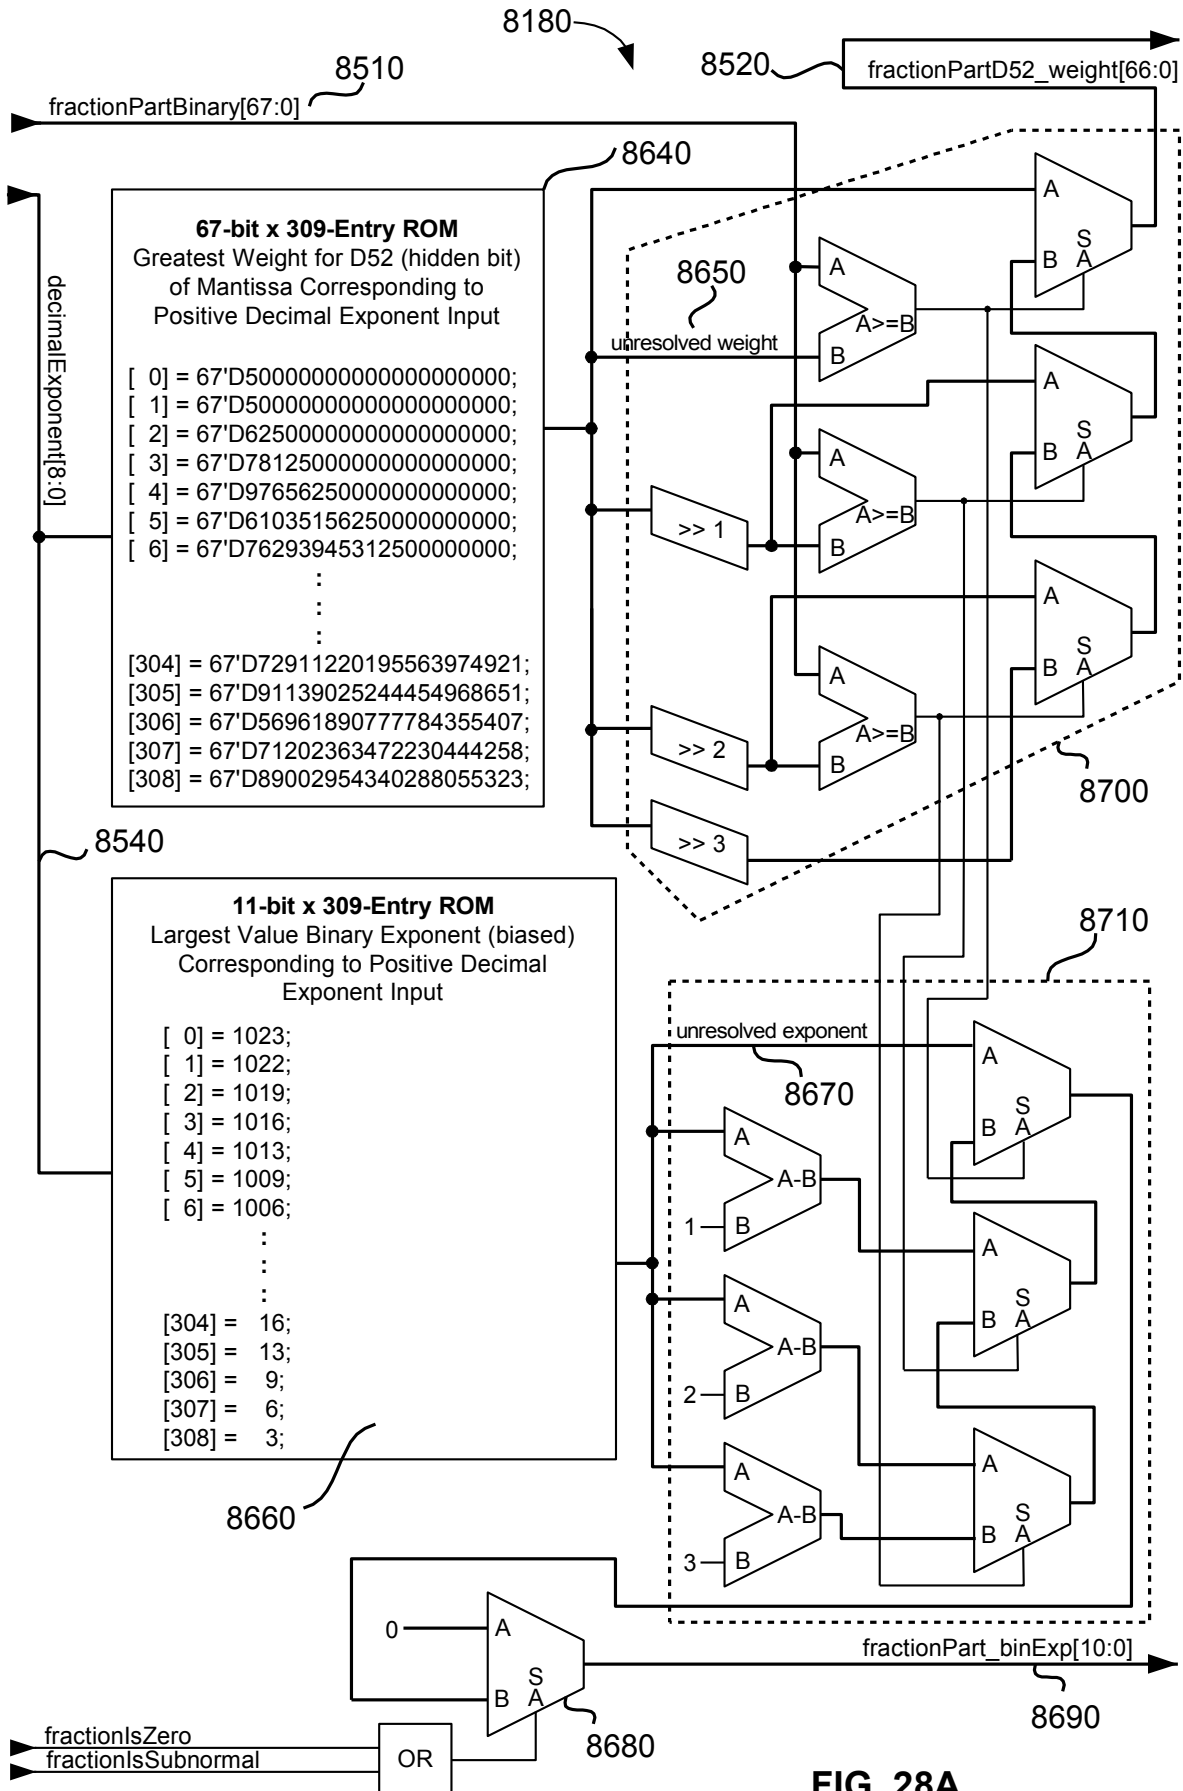 8180
8510
8520
fractionPartD52_weight[66:0]
fractionPartBinary[67:0]
8640
67-bit x 309-Entry ROM
Greatest Weight for D52 (hidden bit)
of Mantissa Corresponding to
Positive Decimal Exponent Input
[ 0] = 67'D50000000000000000000;
[ 1] = 67'D50000000000000000000;
[ 2] = 67'D62500000000000000000;
[ 3] = 67'D78125000000000000000;
[ 4] = 67'D97656250000000000000;
[ 5] = 67'D61035156250000000000;
[ 6] = 67'D76293945312500000000;
:
:
:
[304] = 67'D72911220195563974921;
[305] = 67'D91139025244454968651;
[306] = 67'D56961890777784355407;
[307] = 67'D71202363472230444258;
[308] = 67'D89002954340288055323;
decimalExponent[8:0]
8540
8650
unresolved weight
A
A>=B
B
A
A>=B
B
A
A>=B
B
>> 1
>> 2
>> 3
A
S
B A
A
S
B A
A
S
B A
8700
11-bit x 309-Entry ROM
Largest Value Binary Exponent (biased)
Corresponding to Positive Decimal
Exponent Input
[ 0] = 1023;
[ 1] = 1022;
[ 2] = 1019;
[ 3] = 1016;
[ 4] = 1013;
[ 5] = 1009;
[ 6] = 1006;
:
:
:
[304] = 16;
[305] = 13;
[306] = 9;
[307] = 6;
[308] = 3;
8660
8710
unresolved exponent
8670
A
A-B
1 B
A
A-B
2 B
A
A-B
3 B
A
S
B A
A
S
B A
A
S
B A
0 A
S
B A
8680
fractionPart_binExp[10:0]
8690
fractionIsZero
fractionIsSubnormal
OR
FIG. 28A